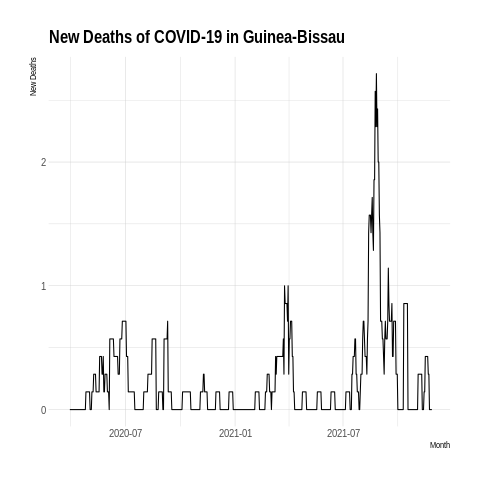 New Deaths of COVID-19 in Guinea-Bissau
New Deaths
2
1
0
2020-07 2021-01 2021-07
Month